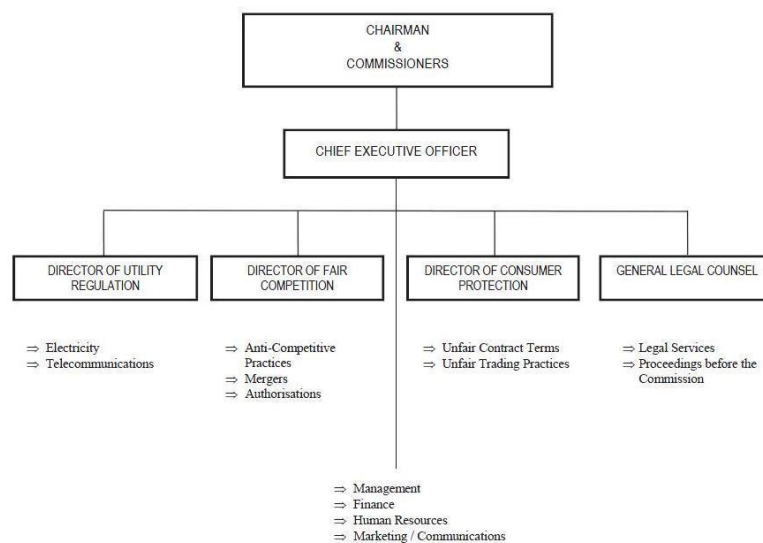 CHAIRMAN
&
COMMISSIONERS
CHIEF EXECUTIVE OFFICER
DIRECTOR OF UTILITY
REGULATION
DIRECTOR OF FAIR
COMPETITION
DIRECTOR OF CONSUMER
PROTECTION
GENERAL LEGAL COUNSEL
⇒ Electricity
⇒ Telecommunications
⇒ Anti-Competitive
Practices
⇒ Mergers
⇒ Authorisations
⇒ Unfair Contract Terms
⇒ Unfair Trading Practices
⇒ Legal Services
⇒ Proceedings before the
Commission
⇒ Management
⇒ Finance
⇒ Human Resources
⇒ Marketing / Communications